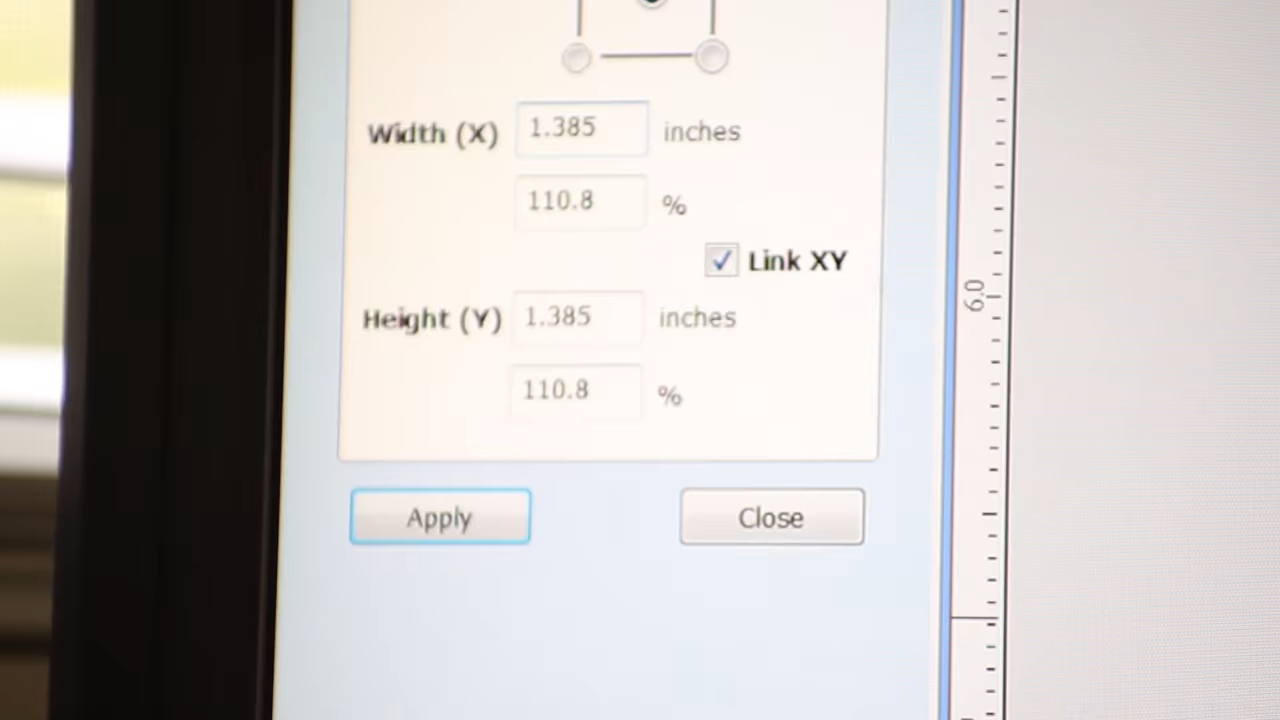 Width (X) 1.385 inches
110.8 %
Link XY
Height (Y) 1.385 inches
110.8 %
Apply Close
6.0